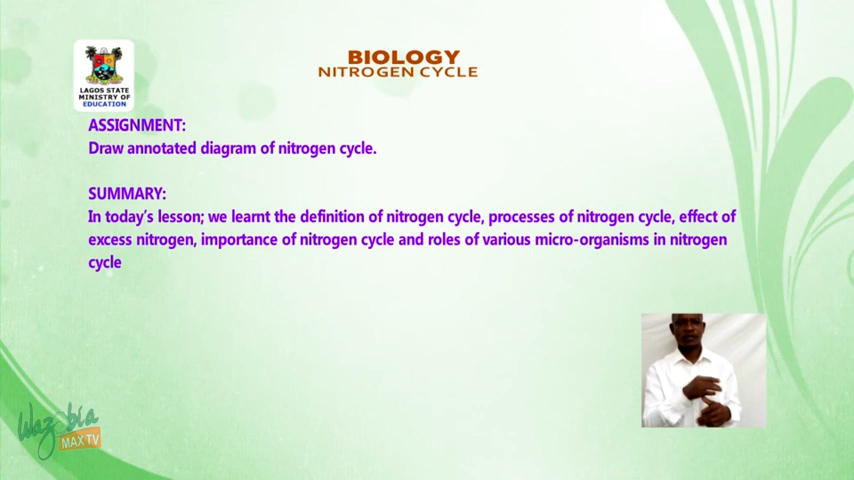 BIOLOGY
NITROGEN CYCLE
LAGOS STATE
MINISTRY OF
EDUCATION
ASSIGNMENT:
Draw annotated diagram of nitrogen cycle.
SUMMARY:
In today's lesson; we learnt the definition of nitrogen cycle, processes of nitrogen cycle, effect of
excess nitrogen, importance of nitrogen cycle and roles of various micro-organisms in nitrogen
cycle
Wazobia
MAX TV